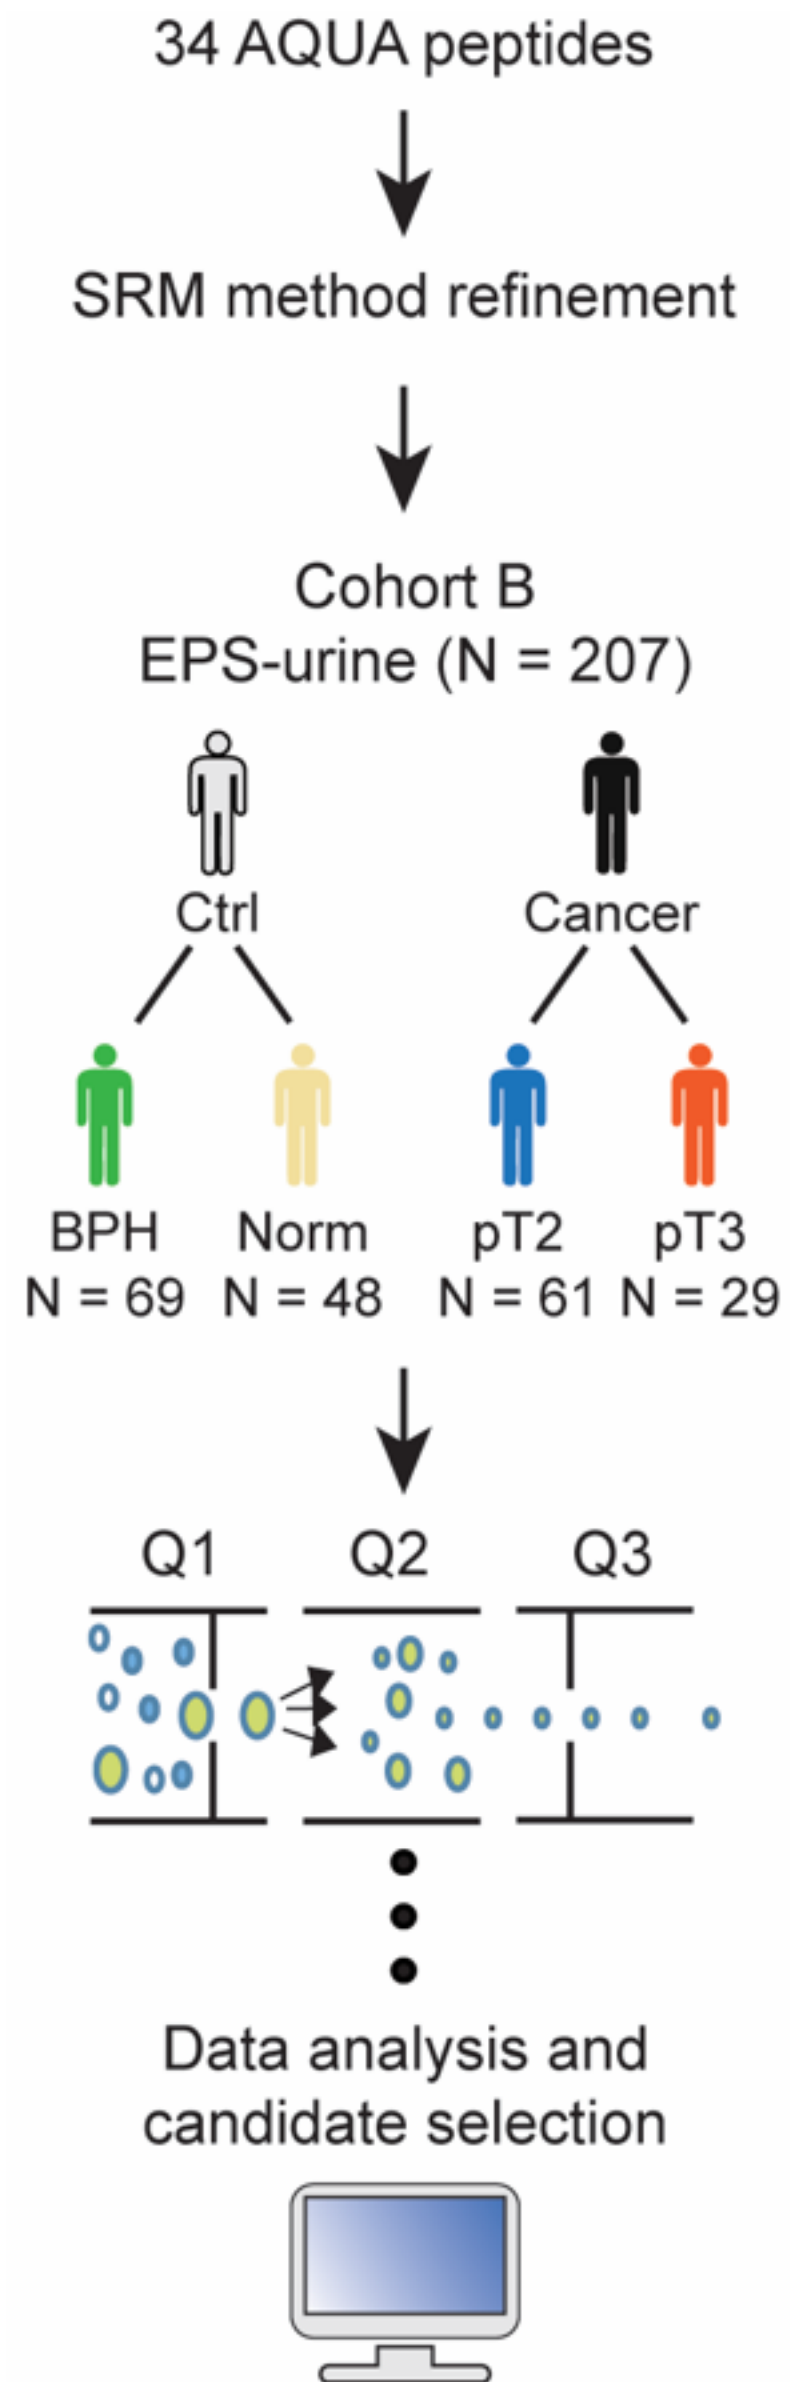 34 AQUA peptides
SRM method refinement
Cohort B
EPS-urine (N = 207)
Ctrl
Cancer
BPH
N = 69
Norm
N = 48
pT2
N = 61
pT3
N = 29
Q1
Q2
Q3
Data analysis and
candidate selection